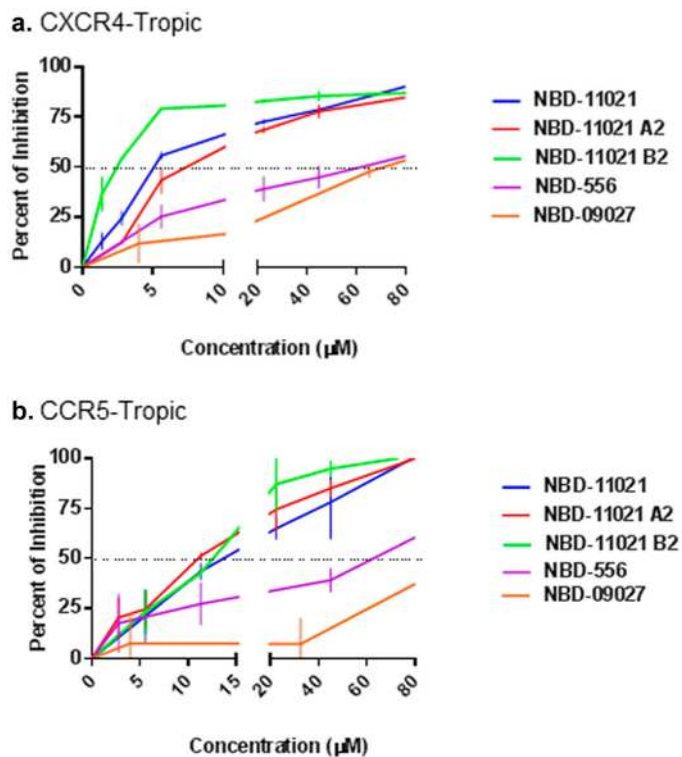 a. CXCR4-Tropic
Percent of Inhibition
100
75
50
25
0
0
5
10
20
40
60
80
Concentration (μM)
NBD-11021
NBD-11021 A2
NBD-11021 B2
NBD-556
NBD-09027
b. CCR5-Tropic
Percent of Inhibition
100
75
50
25
0
0
5
10
15
20
40
60
80
Concentration (μM)
NBD-11021
NBD-11021 A2
NBD-11021 B2
NBD-556
NBD-09027